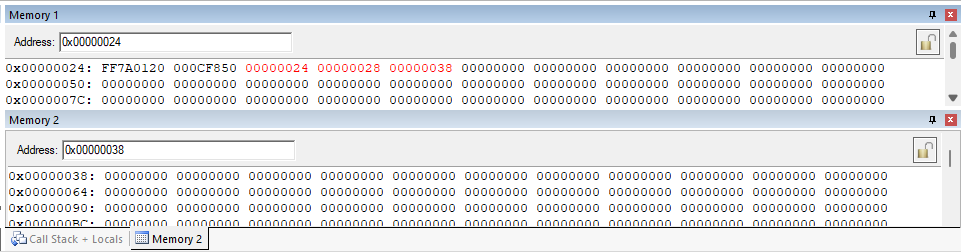 Memory 1
Address: 0x00000024
0x00000024: FF7A0120 000CF850 00000024 00000028 00000038 00000000 00000000 00000000 00000000 00000000 00000000
0x00000050: 00000000 00000000 00000000 00000000 00000000 00000000 00000000 00000000 00000000 00000000 00000000
0x0000007C: 00000000 00000000 00000000 00000000 00000000 00000000 00000000 00000000 00000000 00000000 00000000
Memory 2
Address: 0x00000038
0x00000038: 00000000 00000000 00000000 00000000 00000000 00000000 00000000 00000000 00000000 00000000 00000000
0x00000064: 00000000 00000000 00000000 00000000 00000000 00000000 00000000 00000000 00000000 00000000 00000000
0x00000090: 00000000 00000000 00000000 00000000 00000000 00000000 00000000 00000000 00000000 00000000 00000000
0x000000BC: 00000000 00000000 00000000 00000000 00000000 00000000 00000000 00000000 00000000 00000000 00000000
Call Stack + Locals Memory 2